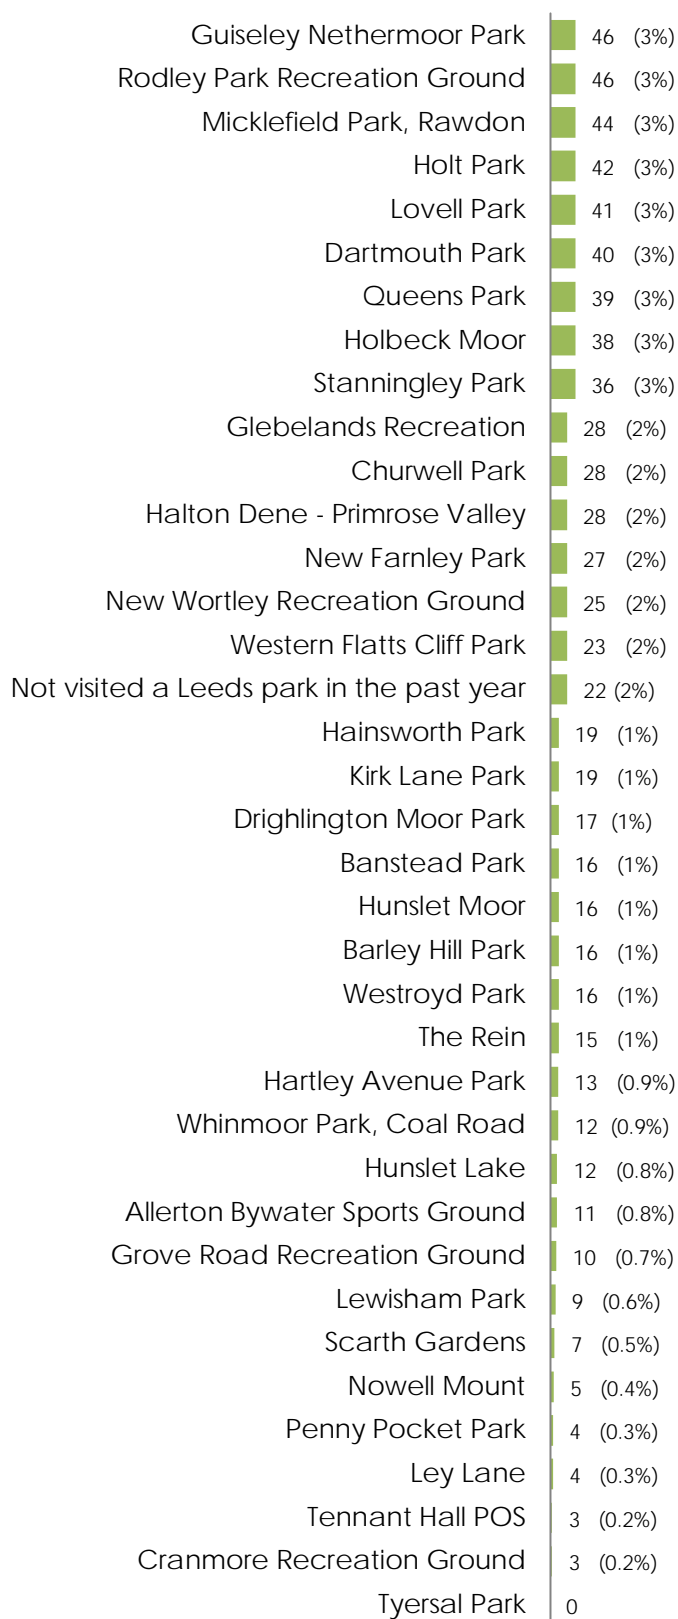 Guiseley Nethermoor Park 46 (3%)
Rodley Park Recreation Ground 46 (3%)
Micklefield Park, Rawdon 44 (3%)
Holt Park 42 (3%)
Lovell Park 41 (3%)
Dartmouth Park 40 (3%)
Queens Park 39 (3%)
Holbeck Moor 38 (3%)
Stanningley Park 36 (3%)
Glebelands Recreation 28 (2%)
Churwell Park 28 (2%)
Halton Dene - Primrose Valley 28 (2%)
New Farnley Park 27 (2%)
New Wortley Recreation Ground 25 (2%)
Western Flatts Cliff Park 23 (2%)
Not visited a Leeds park in the past year 22 (2%)
Hainsworth Park 19 (1%)
Kirk Lane Park 19 (1%)
Drighlington Moor Park 17 (1%)
Banstead Park 16 (1%)
Hunslet Moor 16 (1%)
Barley Hill Park 16 (1%)
Westroyd Park 16 (1%)
The Rein 15 (1%)
Hartley Avenue Park 13 (0.9%)
Whinmoor Park, Coal Road 12 (0.9%)
Hunslet Lake 12 (0.8%)
Allerton Bywater Sports Ground 11 (0.8%)
Grove Road Recreation Ground 10 (0.7%)
Lewisham Park 9 (0.6%)
Scarth Gardens 7 (0.5%)
Nowell Mount 5 (0.4%)
Penny Pocket Park 4 (0.3%)
Ley Lane 4 (0.3%)
Tennant Hall POS 3 (0.2%)
Cranmore Recreation Ground 3 (0.2%)
Tyersal Park 0